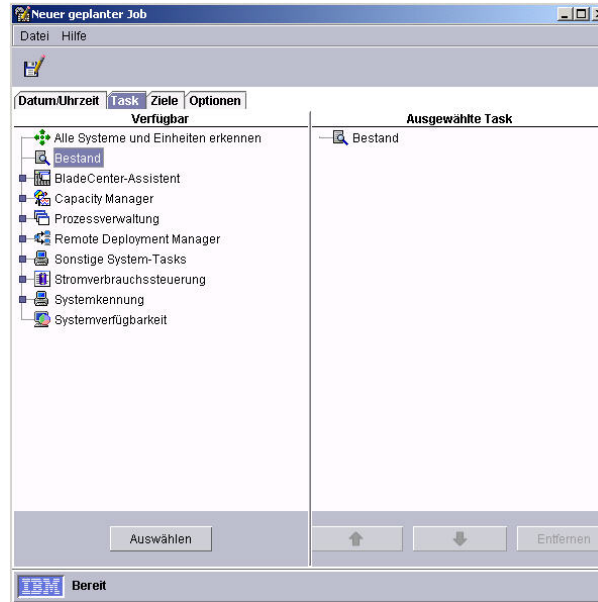 Neuer geplanter Job
Datei Hilfe
Datum/Uhrzeit Task Ziele Optionen
Verfügbar
Alle Systeme und Einheiten erkennen
Bestand
BladeCenter-Assistent
Capacity Manager
Prozessverwaltung
Remote Deployment Manager
Sonstige System-Tasks
Stromverbrauchssteuerung
Systemkennung
Systemverfügbarkeit
Auswählen
Ausgewählte Task
Bestand
Entfernen
IBM Bereit